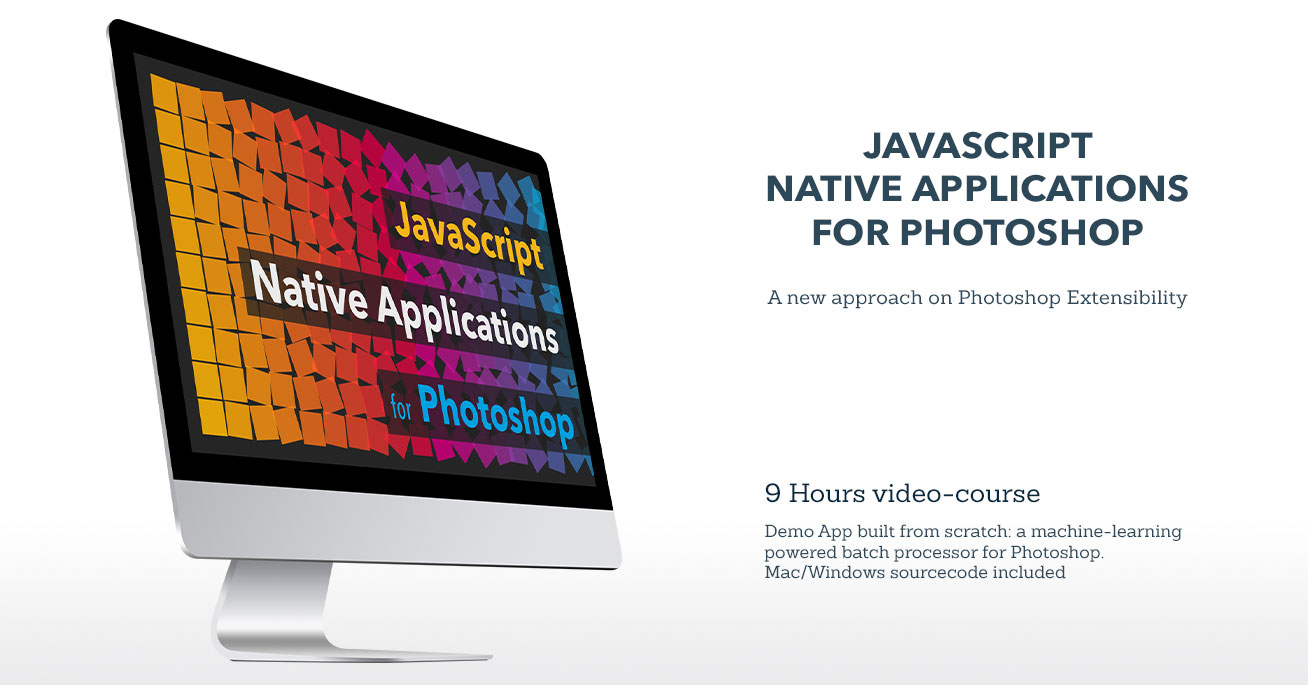 JavaScript
Native Applications
for Photoshop
JAVASCRIPT
NATIVE APPLICATIONS
FOR PHOTOSHOP
A new approach on Photoshop Extensibility
9 Hours video-course
Demo App built from scratch: a machine-learning
powered batch processor for Photoshop.
Mac/Windows sourcecode included